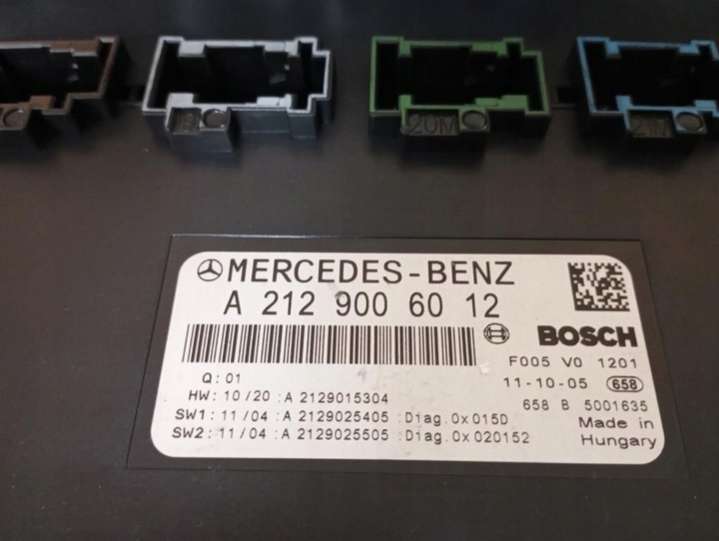 20M
21M
MERCEDES-BENZ
A 212 900 60 12
BOSCH
F005 V0 1201
Q: 01
11-10-05 658
HW: 10/20 :A 2129015304
658 B 5001635
SW1: 11/04 :A 2129025405 :Diag.0x015D
Made in
SW2: 11/04 :A 2129025505 :Diag.0x020152
Hungary